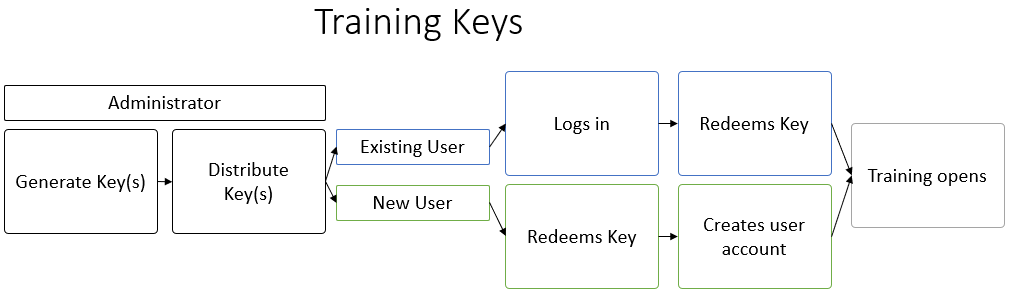 Training Keys
Administrator
Generate Key(s)
Distribute
Key(s)
Existing User
New User
Logs in
Redeems Key
Redeems Key
Creates user
account
Training opens